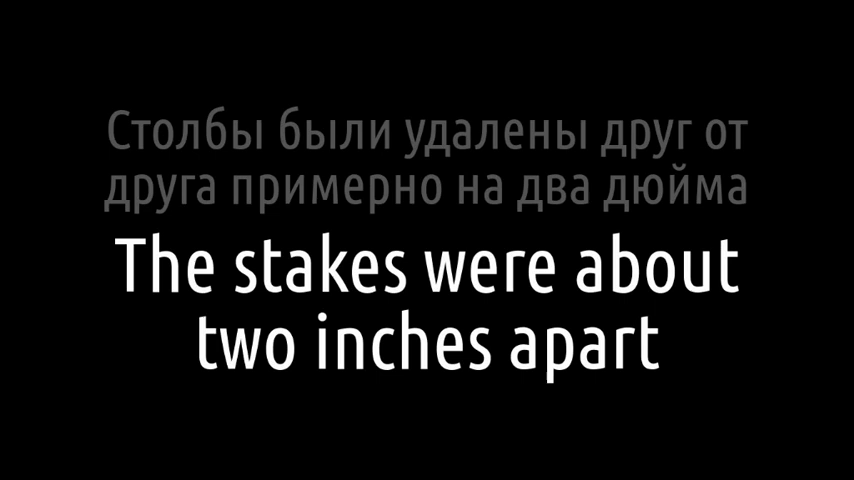 Столбы были удалены друг от
друга примерно на два дюйма
The stakes were about
two inches apart